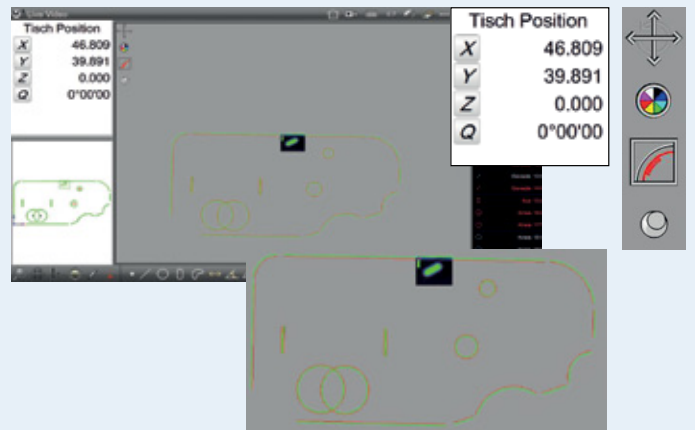 Live Video
Tisch Position
X 46.809
Y 39.891
Z 0.000
Q 0°00'00
Tisch Position
X 46.809
Y 39.891
Z 0.000
Q 0°00'00